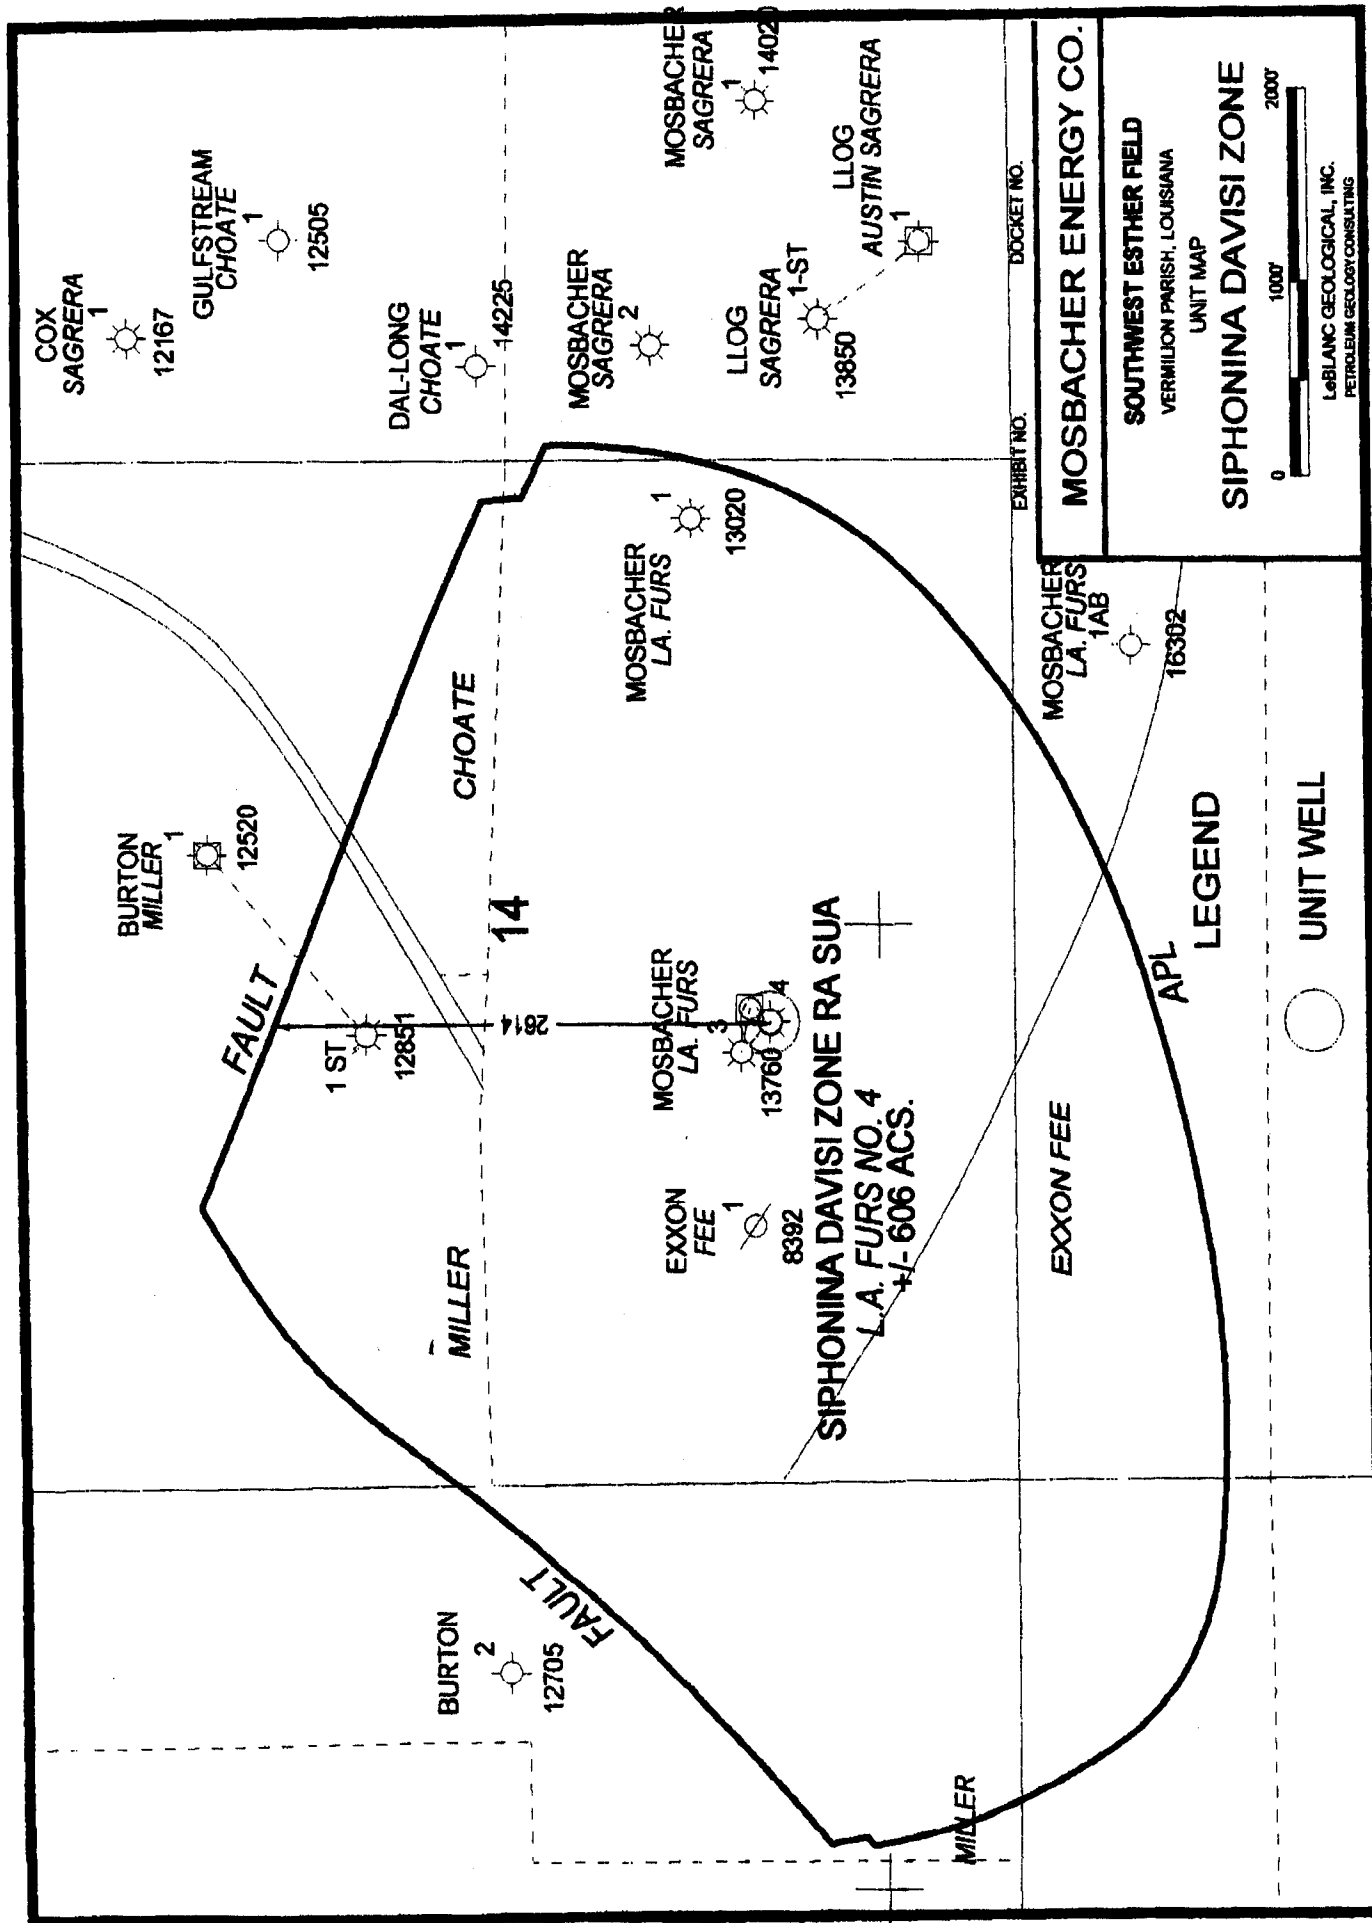 COX
SAGRERA
1
12167
GULFSTREAM
CHOATE
1
12505
MOSBACHER
SAGRERA
1
DAL-LONG
CHOATE
1
14225
MOSBACHER
SAGRERA
2
LLOG
SAGRERA
1-ST
13850
LLOG
AUSTIN SAGRERA
1
BURTON
MILLER
1
12520
FAULT
1 ST
12851
CHOATE
14
2614
MOSBACHER
LA. FURS
1
13020
MOSBACHER
LA. FURS
3
4
13760
EXXON
FEE
1
8392
MILLER
SIPHONINA DAVISI ZONE RA SUA
L.A. FURS NO. 4
+/- 606 ACS.
BURTON
2
12705
FAULT
MILLER
EXXON FEE
APL
MOSBACHER
LA. FURS
1AB
16302
LEGEND
UNIT WELL
EXHIBIT NO.
DOCKET NO.
MOSBACHER ENERGY CO.
SOUTHWEST ESTHER FIELD
VERMILION PARISH, LOUISIANA
UNIT MAP
SIPHONINA DAVISI ZONE
0 1000' 2000'
LeBLANC GEOLOGICAL, INC.
PETROLEUM GEOLOGY CONSULTING